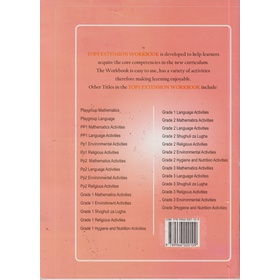 TOPEXTENSION WORKBOOK is developed to help learners
acquire the core competencies in the new curriculum
The Workbook is easy to use, has a variety of activities
therefore making learning enjoyable.
Other Titles in the TOPEXTENSION WORKBOOK include
Playgroup Mathematics
Playgroup Language
PP1 Mathematics Activities
PP1 Language Activities
Pp1 Environmental Activities
Pp1 Religious Activities
Pp2 Mathematics Activities
Pp2 Language Activities
Pp2 Environmental Activities
Pp2 Religious Activities
Grade 1 Mathematics Activities
Grade 1 Environmental Activities
Grade 1 Shughuli za Lugha
Grade 1 Religious Activities
Grade 1 Hygiene and Nutrition Activities
Grade 1 Language Activities
Grade 2 Mathematics Activities
Grade 2 Language Activities
Grade 2 Shughuli za Lugha
Grade 2 Religious Activities
Grade 2 Environmental Activities
Grade 2 Hygiene and Nutrition Activities
Grade 3 Mathematics Activities
Grade 3 Language Activities
Grade 3 Shughuli za Lugha
Grade 3 Religious Activities
Grade 3 Environmental Activities
Grade 3 Hygiene and Nutrition Activities